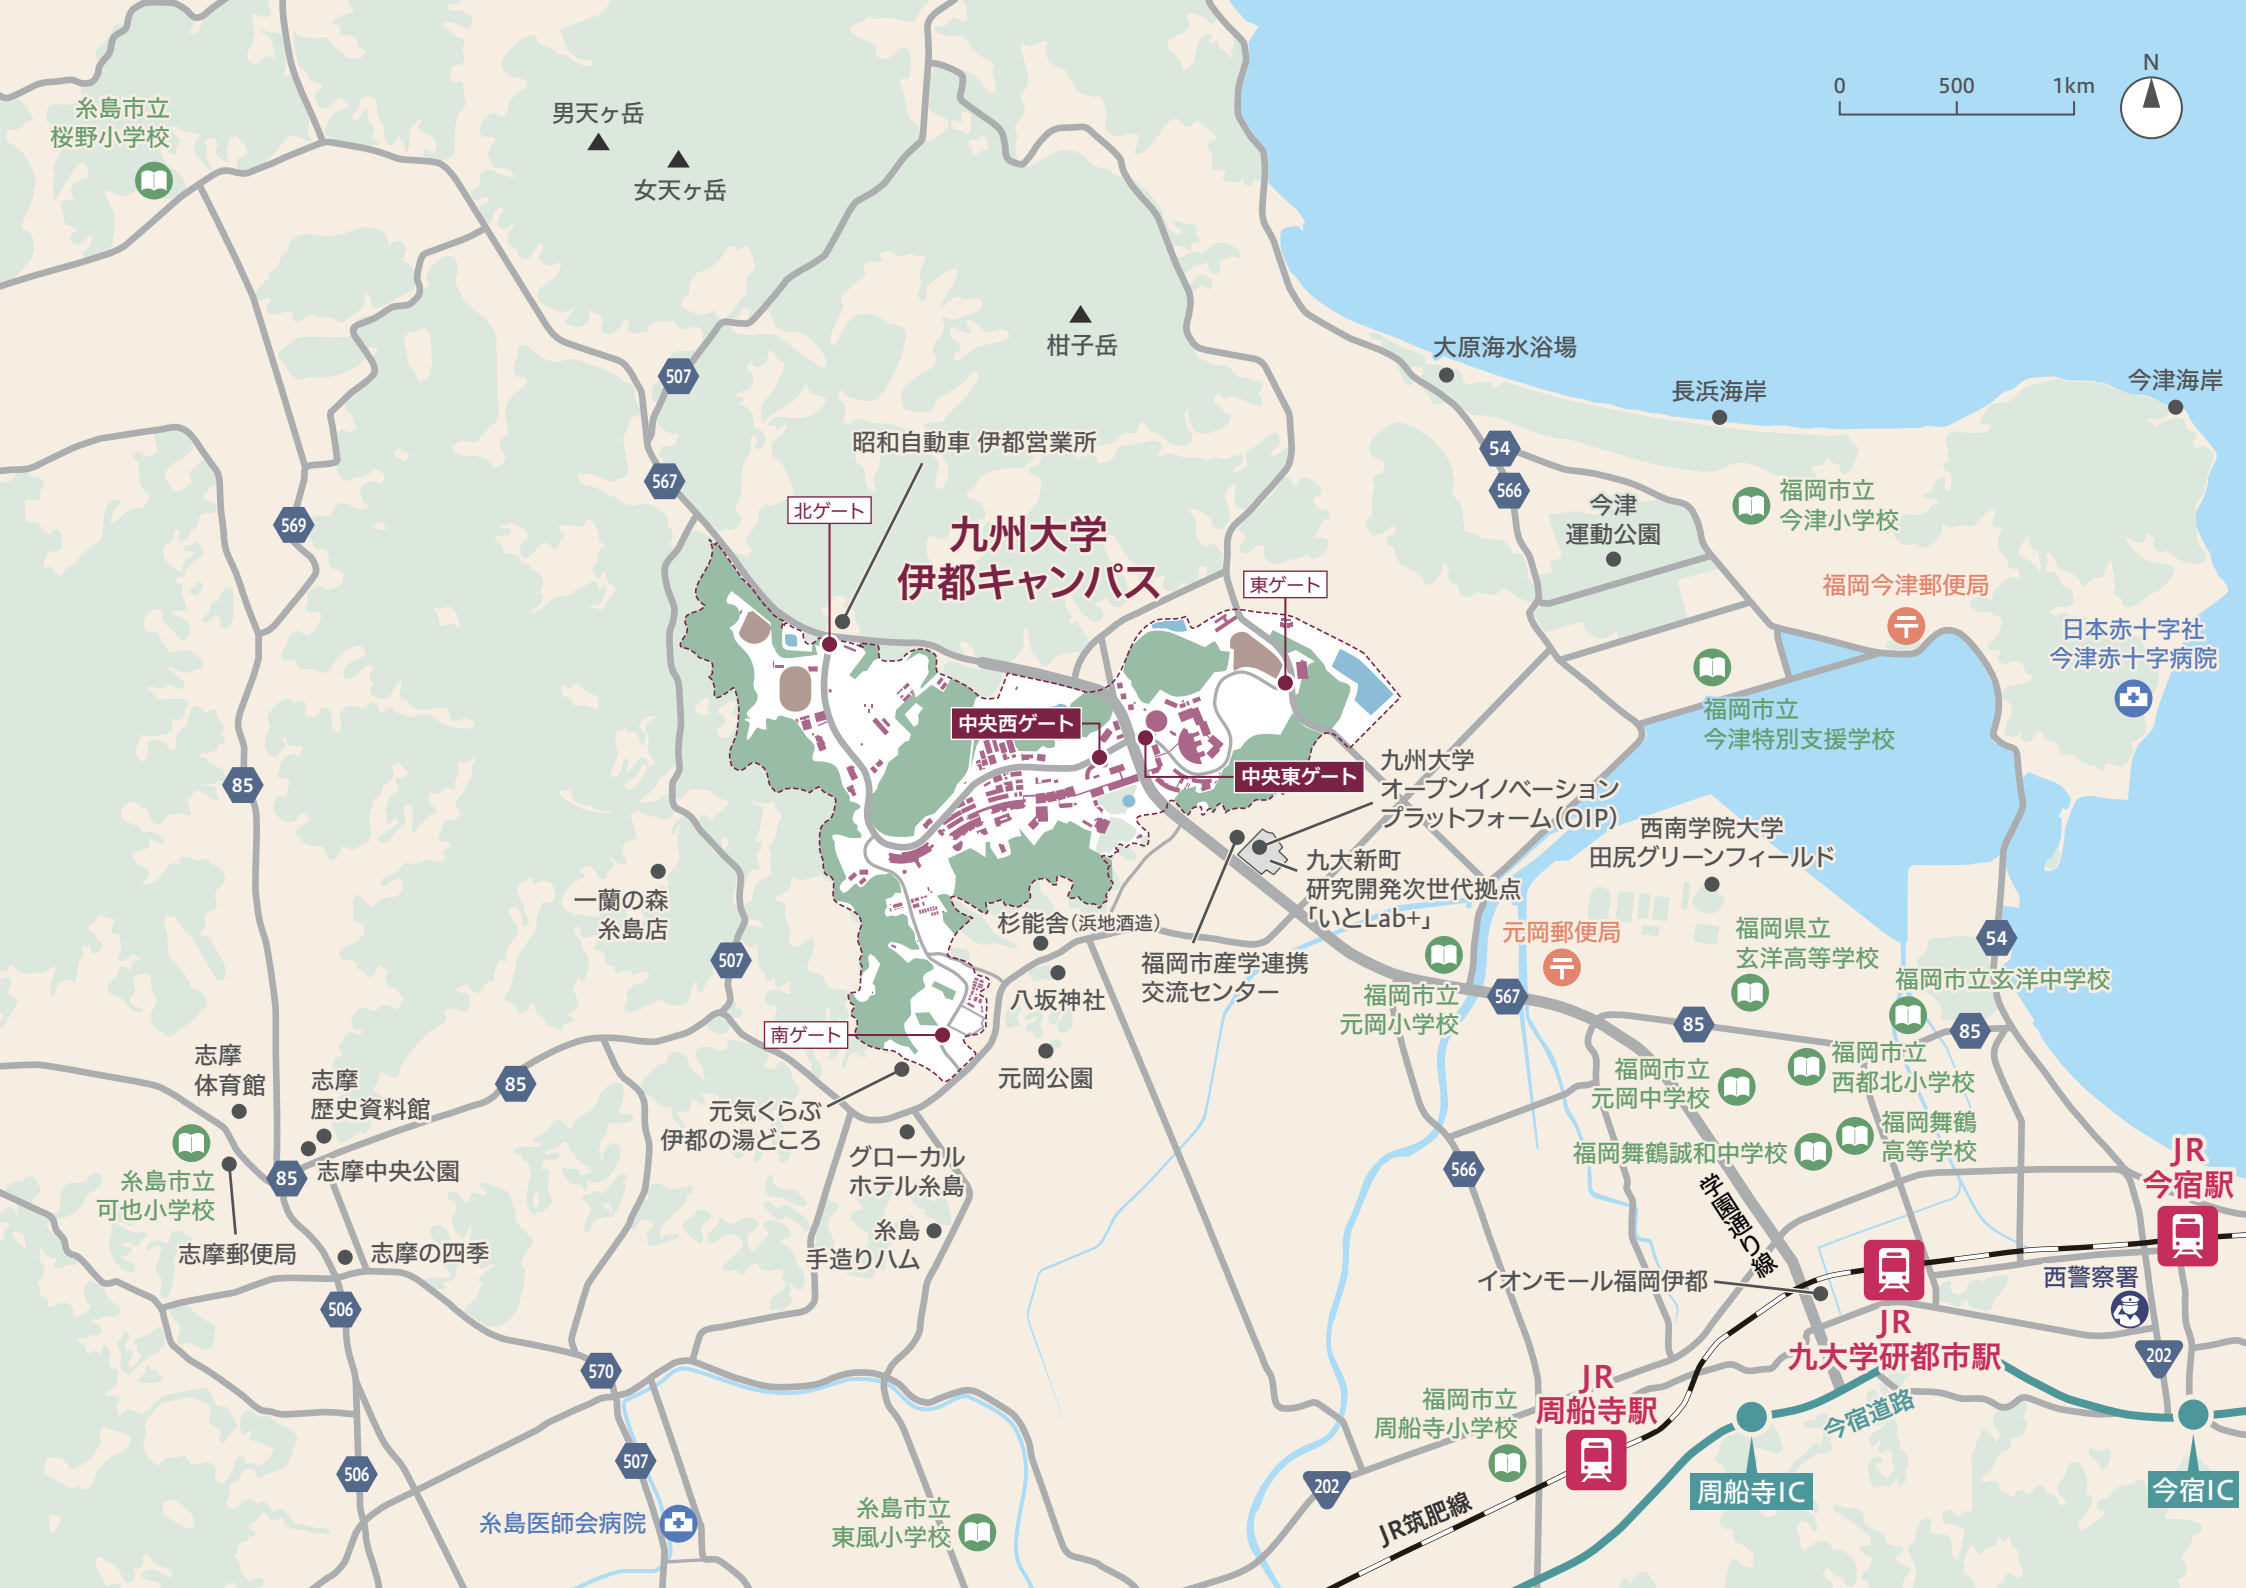 糸島市立
桜野小学校
男天ヶ岳
女天ヶ岳
0 500 1km
N
柑子岳
507
大原海水浴場
長浜海岸
今津海岸
昭和自動車 伊都営業所
567
54
566
569
北ゲート
九州大学
伊都キャンパス
東ゲート
今津
運動公園
福岡市立
今津小学校
福岡今津郵便局
日本赤十字社
今津赤十字病院
福岡市立
今津特別支援学校
中央西ゲート
中央東ゲート
85
九州大学
オープンイノベーション
プラットフォーム(OIP)
西南学院大学
田尻グリーンフィールド
九大新町
研究開発次世代拠点
「いとLab+」
一蘭の森
糸島店
杉能舎(浜地酒造)
507
福岡市産学連携
交流センター
八坂神社
元岡郵便局
福岡県立
玄洋高等学校
54
福岡市立玄洋中学校
福岡市立
元岡小学校
567
85
85
南ゲート
元岡公園
志摩
体育館
志摩
歴史資料館
85
元気くらぶ
伊都の湯どころ
福岡市立
元岡中学校
福岡市立
西都北小学校
福岡舞鶴
高等学校
福岡舞鶴誠和中学校
糸島市立
可也小学校
85
志摩中央公園
グローカル
ホテル糸島
566
学園通り線
JR
今宿駅
志摩郵便局
志摩の四季
糸島
手造りハム
イオンモール福岡伊都
西警察署
506
JR
九大学研都市駅
202
570
JR
周船寺駅
福岡市立
周船寺小学校
今宿道路
507
506
202
周船寺IC
今宿IC
糸島医師会病院
糸島市立
東風小学校
JR筑肥線